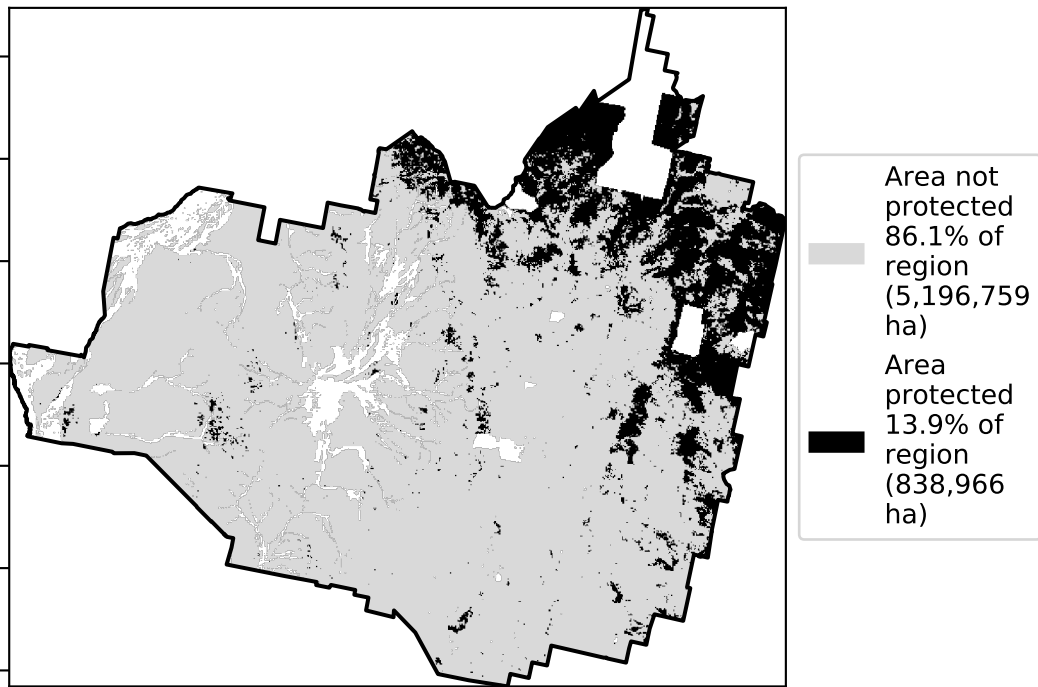 Area not
protected
86.1% of
region
(5,196,759
ha)
Area
protected
13.9% of
region
(838,966
ha)